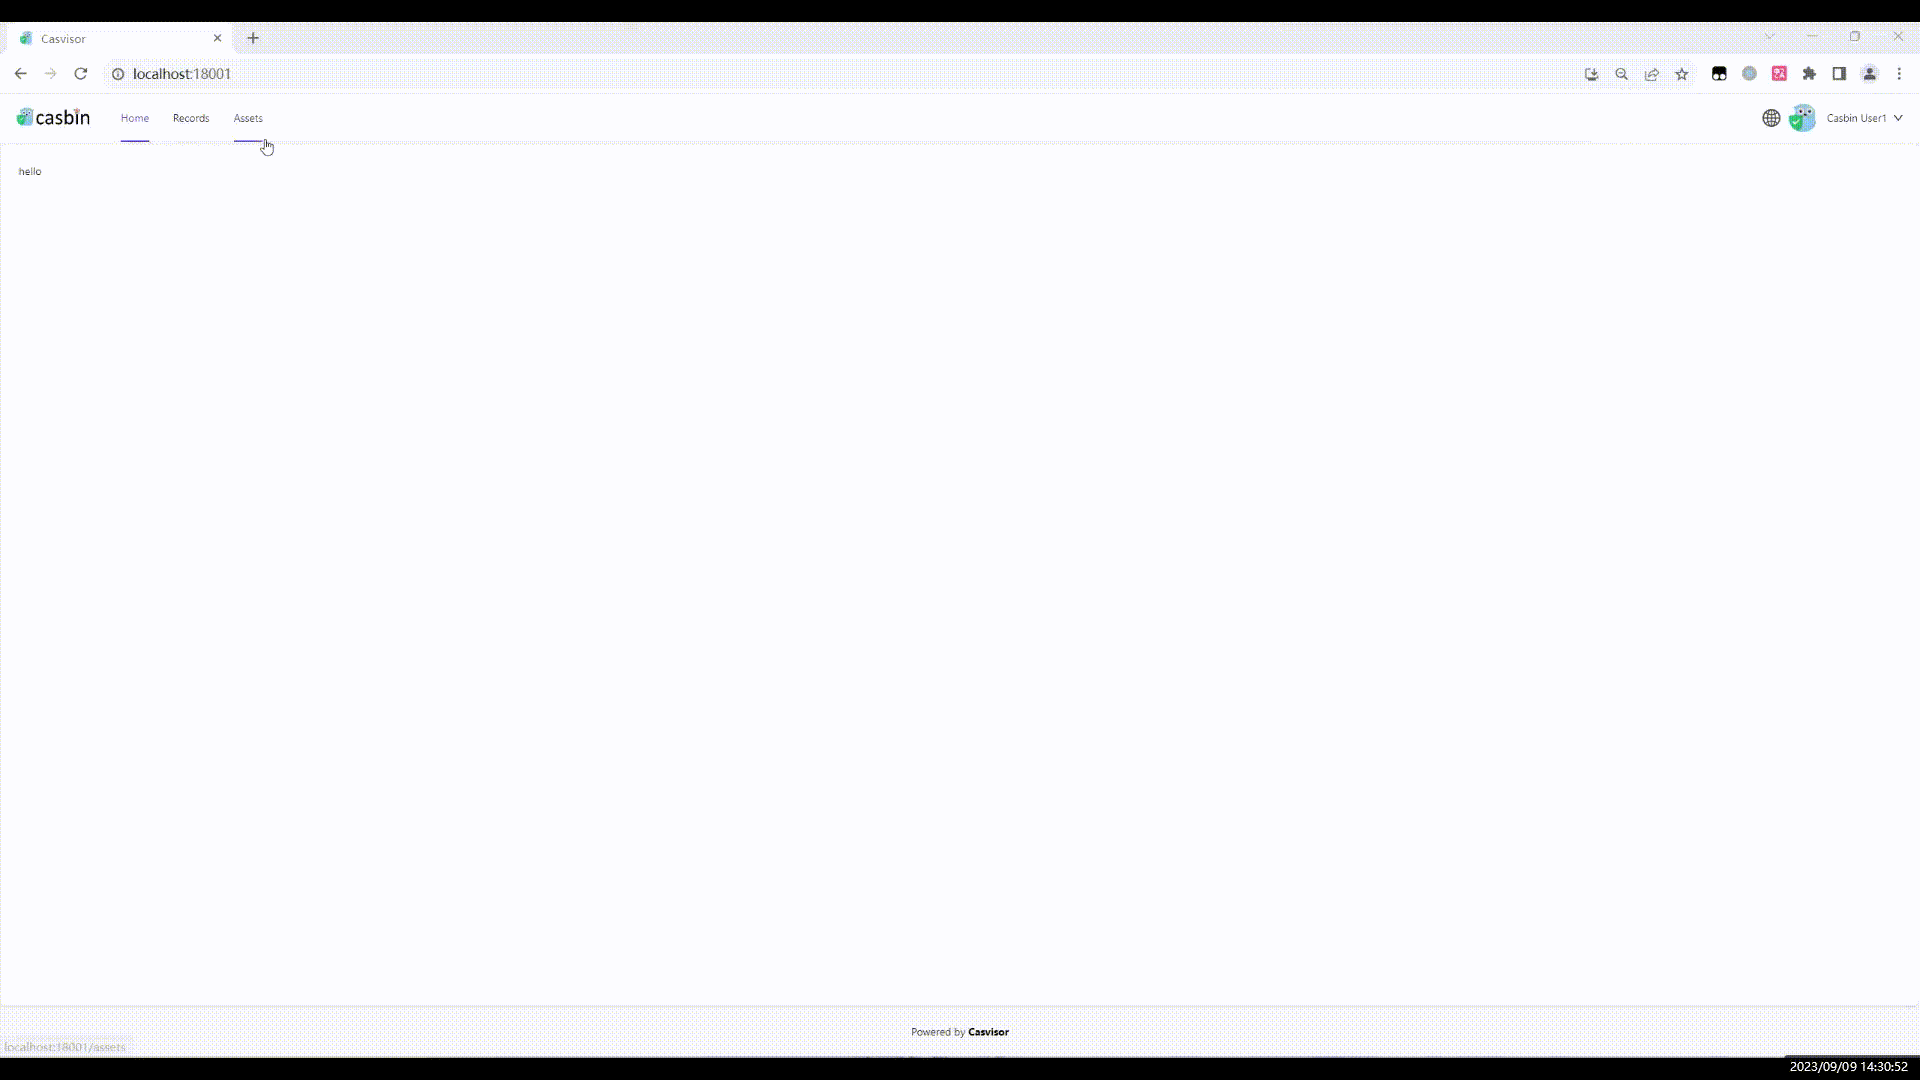 Casvisor
localhost:18001
casbin Home Records Assets Casbin User1
hello
Powered by Casvisor
localhost:18001/assets
2023/09/09 14:30:52